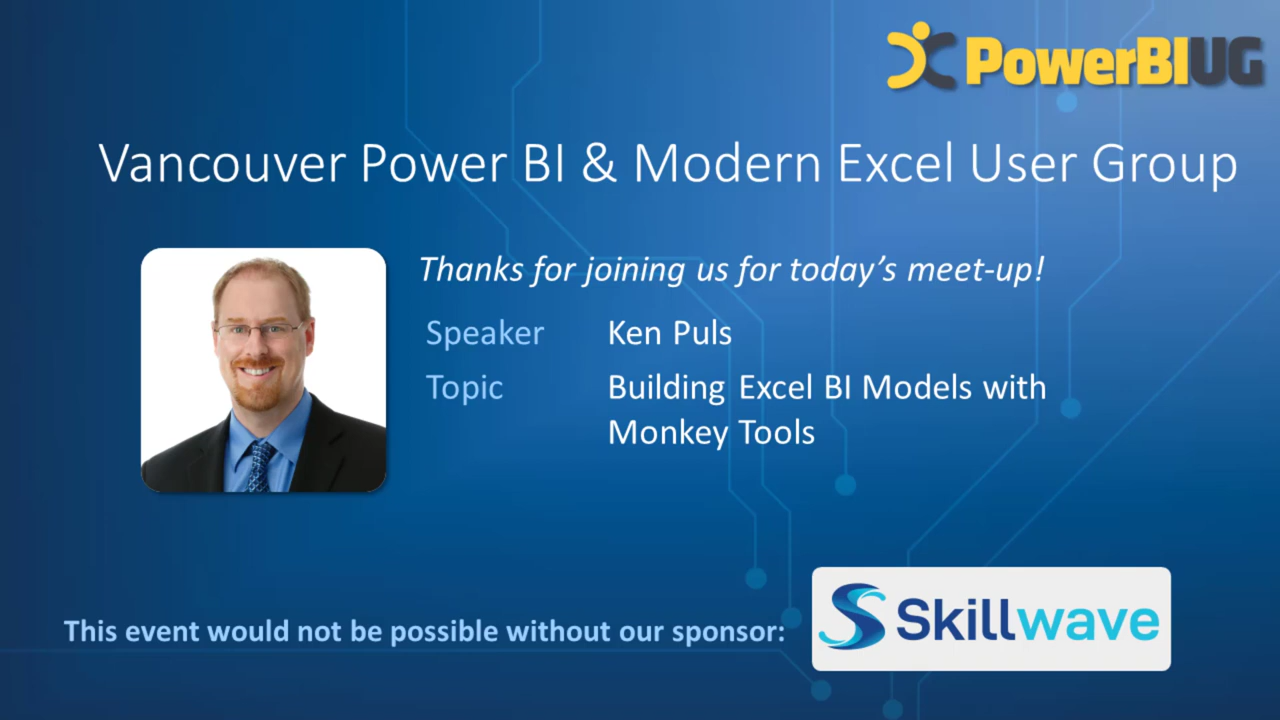 PowerBIUG
Vancouver Power BI & Modern Excel User Group
Thanks for joining us for today’s meet-up!
Speaker Ken Puls
Topic Building Excel BI Models with
Monkey Tools
This event would not be possible without our sponsor:
Skillwave